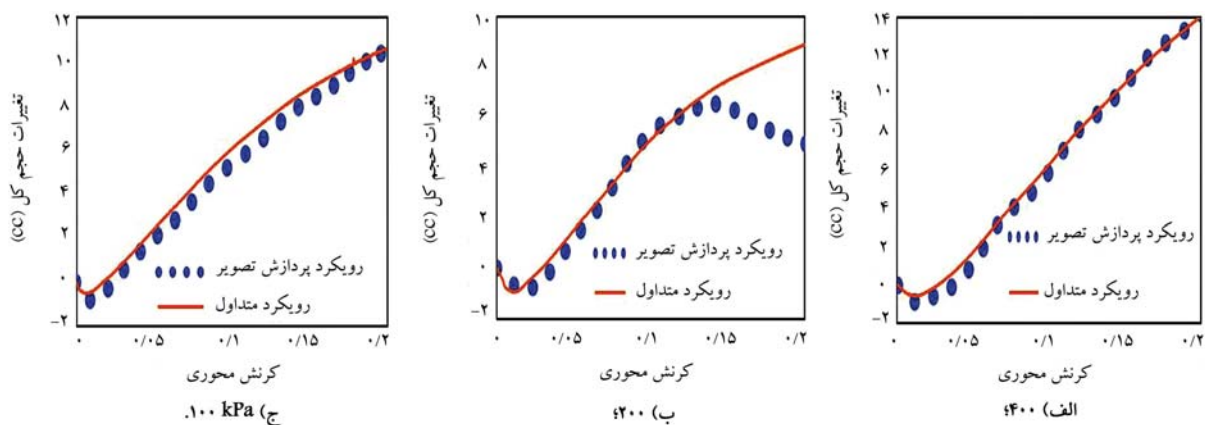 تغییرات حجم کل (cc)
۱۴
۱۲
۱۰
۸
۶
۴
۲
۰
-۲
رویکرد پردازش تصویر
رویکرد متداول
۰ ۰/۰۵ ۰/۱ ۰/۱۵ ۰/۲
کرنش محوری
الف) ۴۰۰؛
تغییرات حجم کل (cc)
۱۰
۸
۶
۴
۲
۰
-۲
رویکرد پردازش تصویر
رویکرد متداول
۰ ۰/۰۵ ۰/۱ ۰/۱۵ ۰/۲
کرنش محوری
ب) ۲۰۰؛
تغییرات حجم کل (cc)
۱۲
۱۰
۸
۶
۴
۲
۰
-۲
رویکرد پردازش تصویر
رویکرد متداول
۰ ۰/۰۵ ۰/۱ ۰/۱۵ ۰/۲
کرنش محوری
ج) ۱۰۰ kPa.